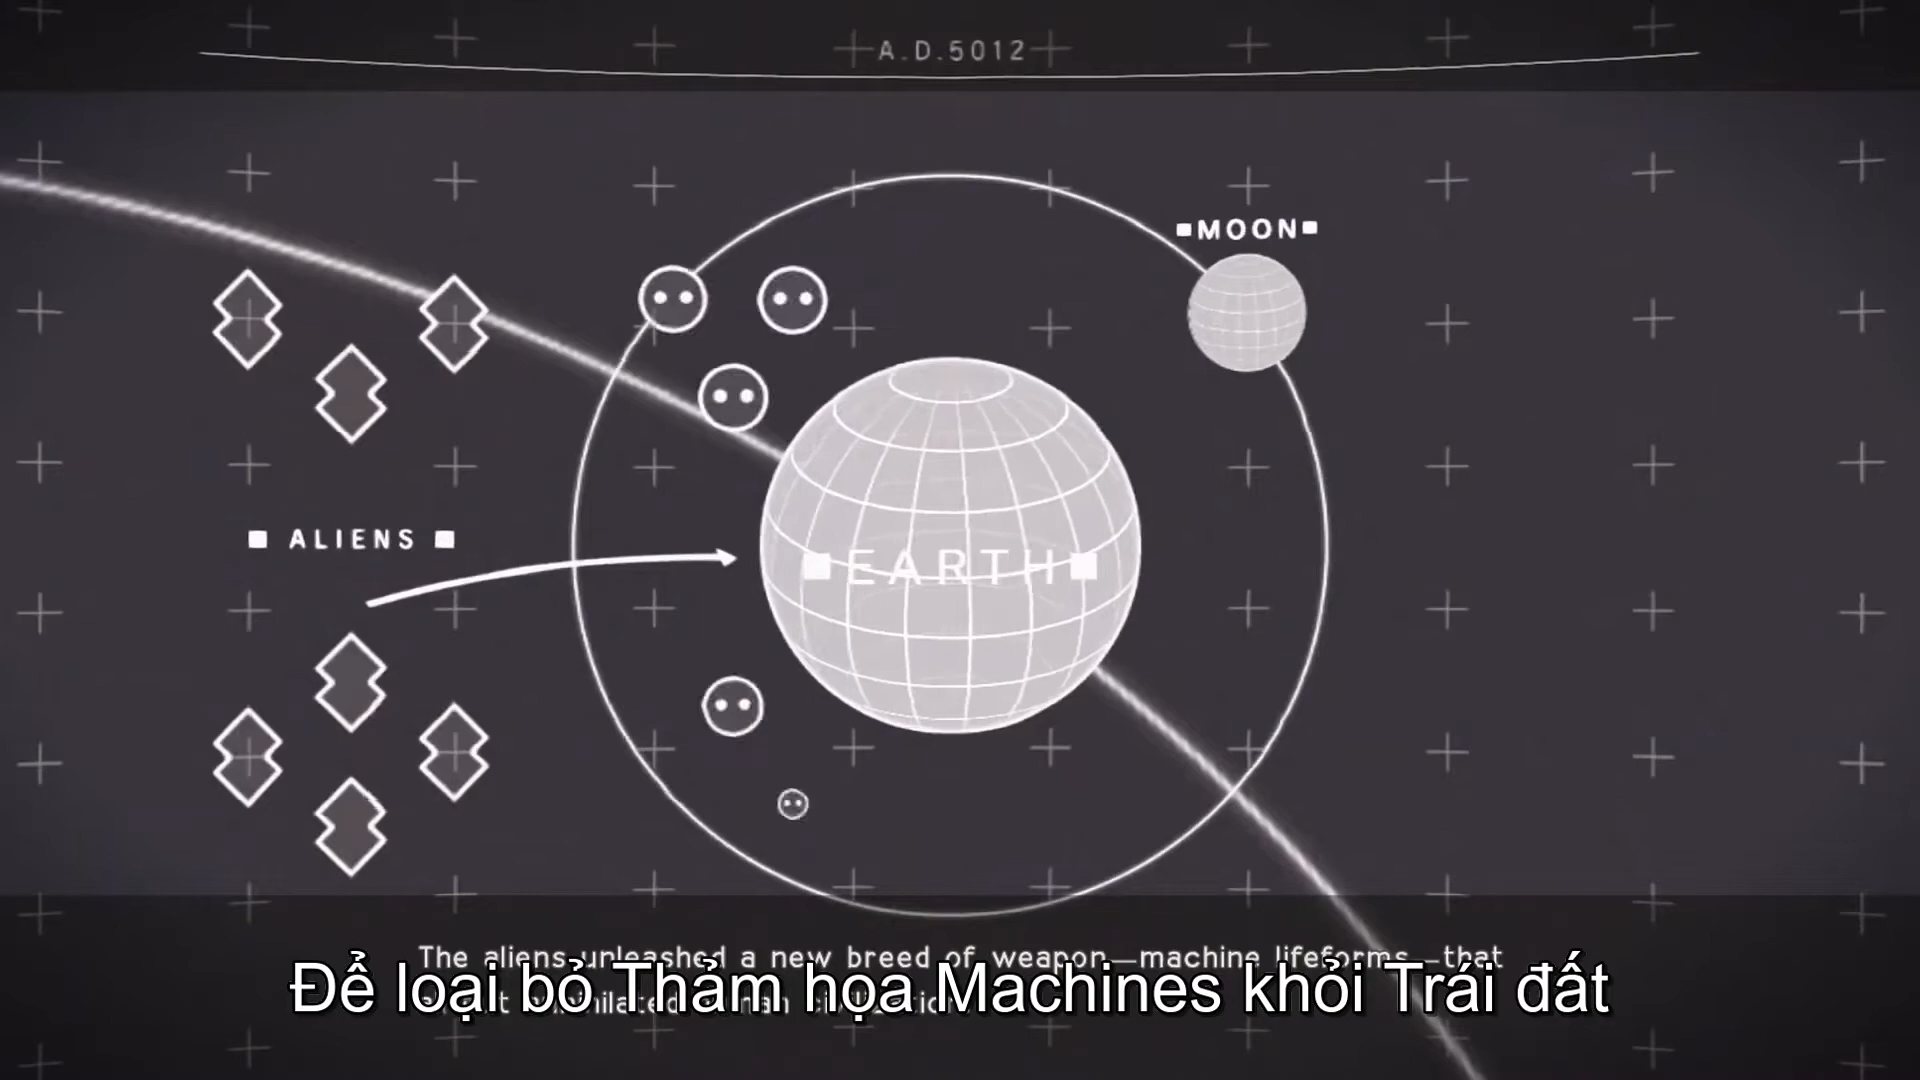 A.D.5012
MOON
ALIENS
EARTH
The aliens unleashed a new breed of weapon—machine lifeforms—that
Để loại bỏ Thảm họa Machines khỏi Trái đất